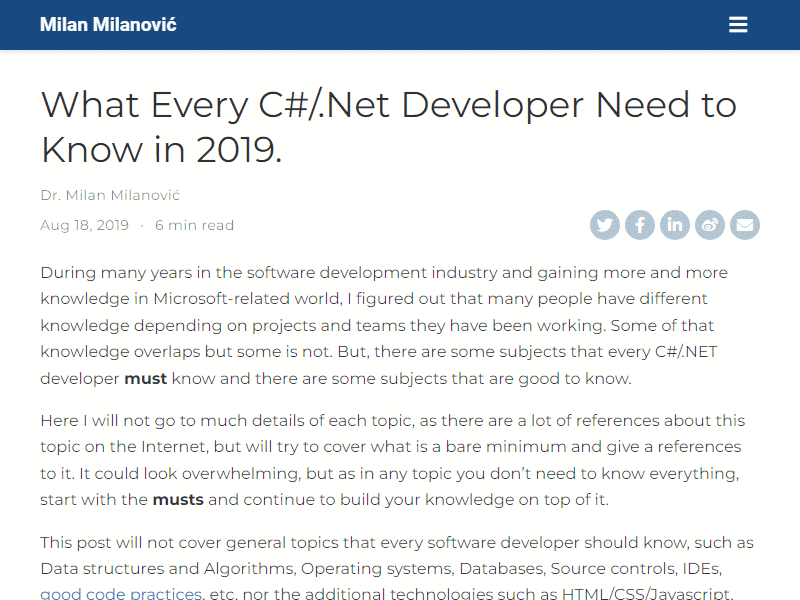 Milan Milanović
What Every C#/.Net Developer Need to
Know in 2019.
Dr. Milan Milanović
Aug 18, 2019 · 6 min read
During many years in the software development industry and gaining more and more
knowledge in Microsoft-related world, I figured out that many people have different
knowledge depending on projects and teams they have been working. Some of that
knowledge overlaps but some is not. But, there are some subjects that every C#/.NET
developer must know and there are some subjects that are good to know.
Here I will not go to much details of each topic, as there are a lot of references about this
topic on the Internet, but will try to cover what is a bare minimum and give a references
to it. It could look overwhelming, but as in any topic you don’t need to know everything,
start with the musts and continue to build your knowledge on top of it.
This post will not cover general topics that every software developer should know, such as
Data structures and Algorithms, Operating systems, Databases, Source controls, IDEs,
good code practices, etc. nor the additional technologies such as HTML/CSS/Javascript.